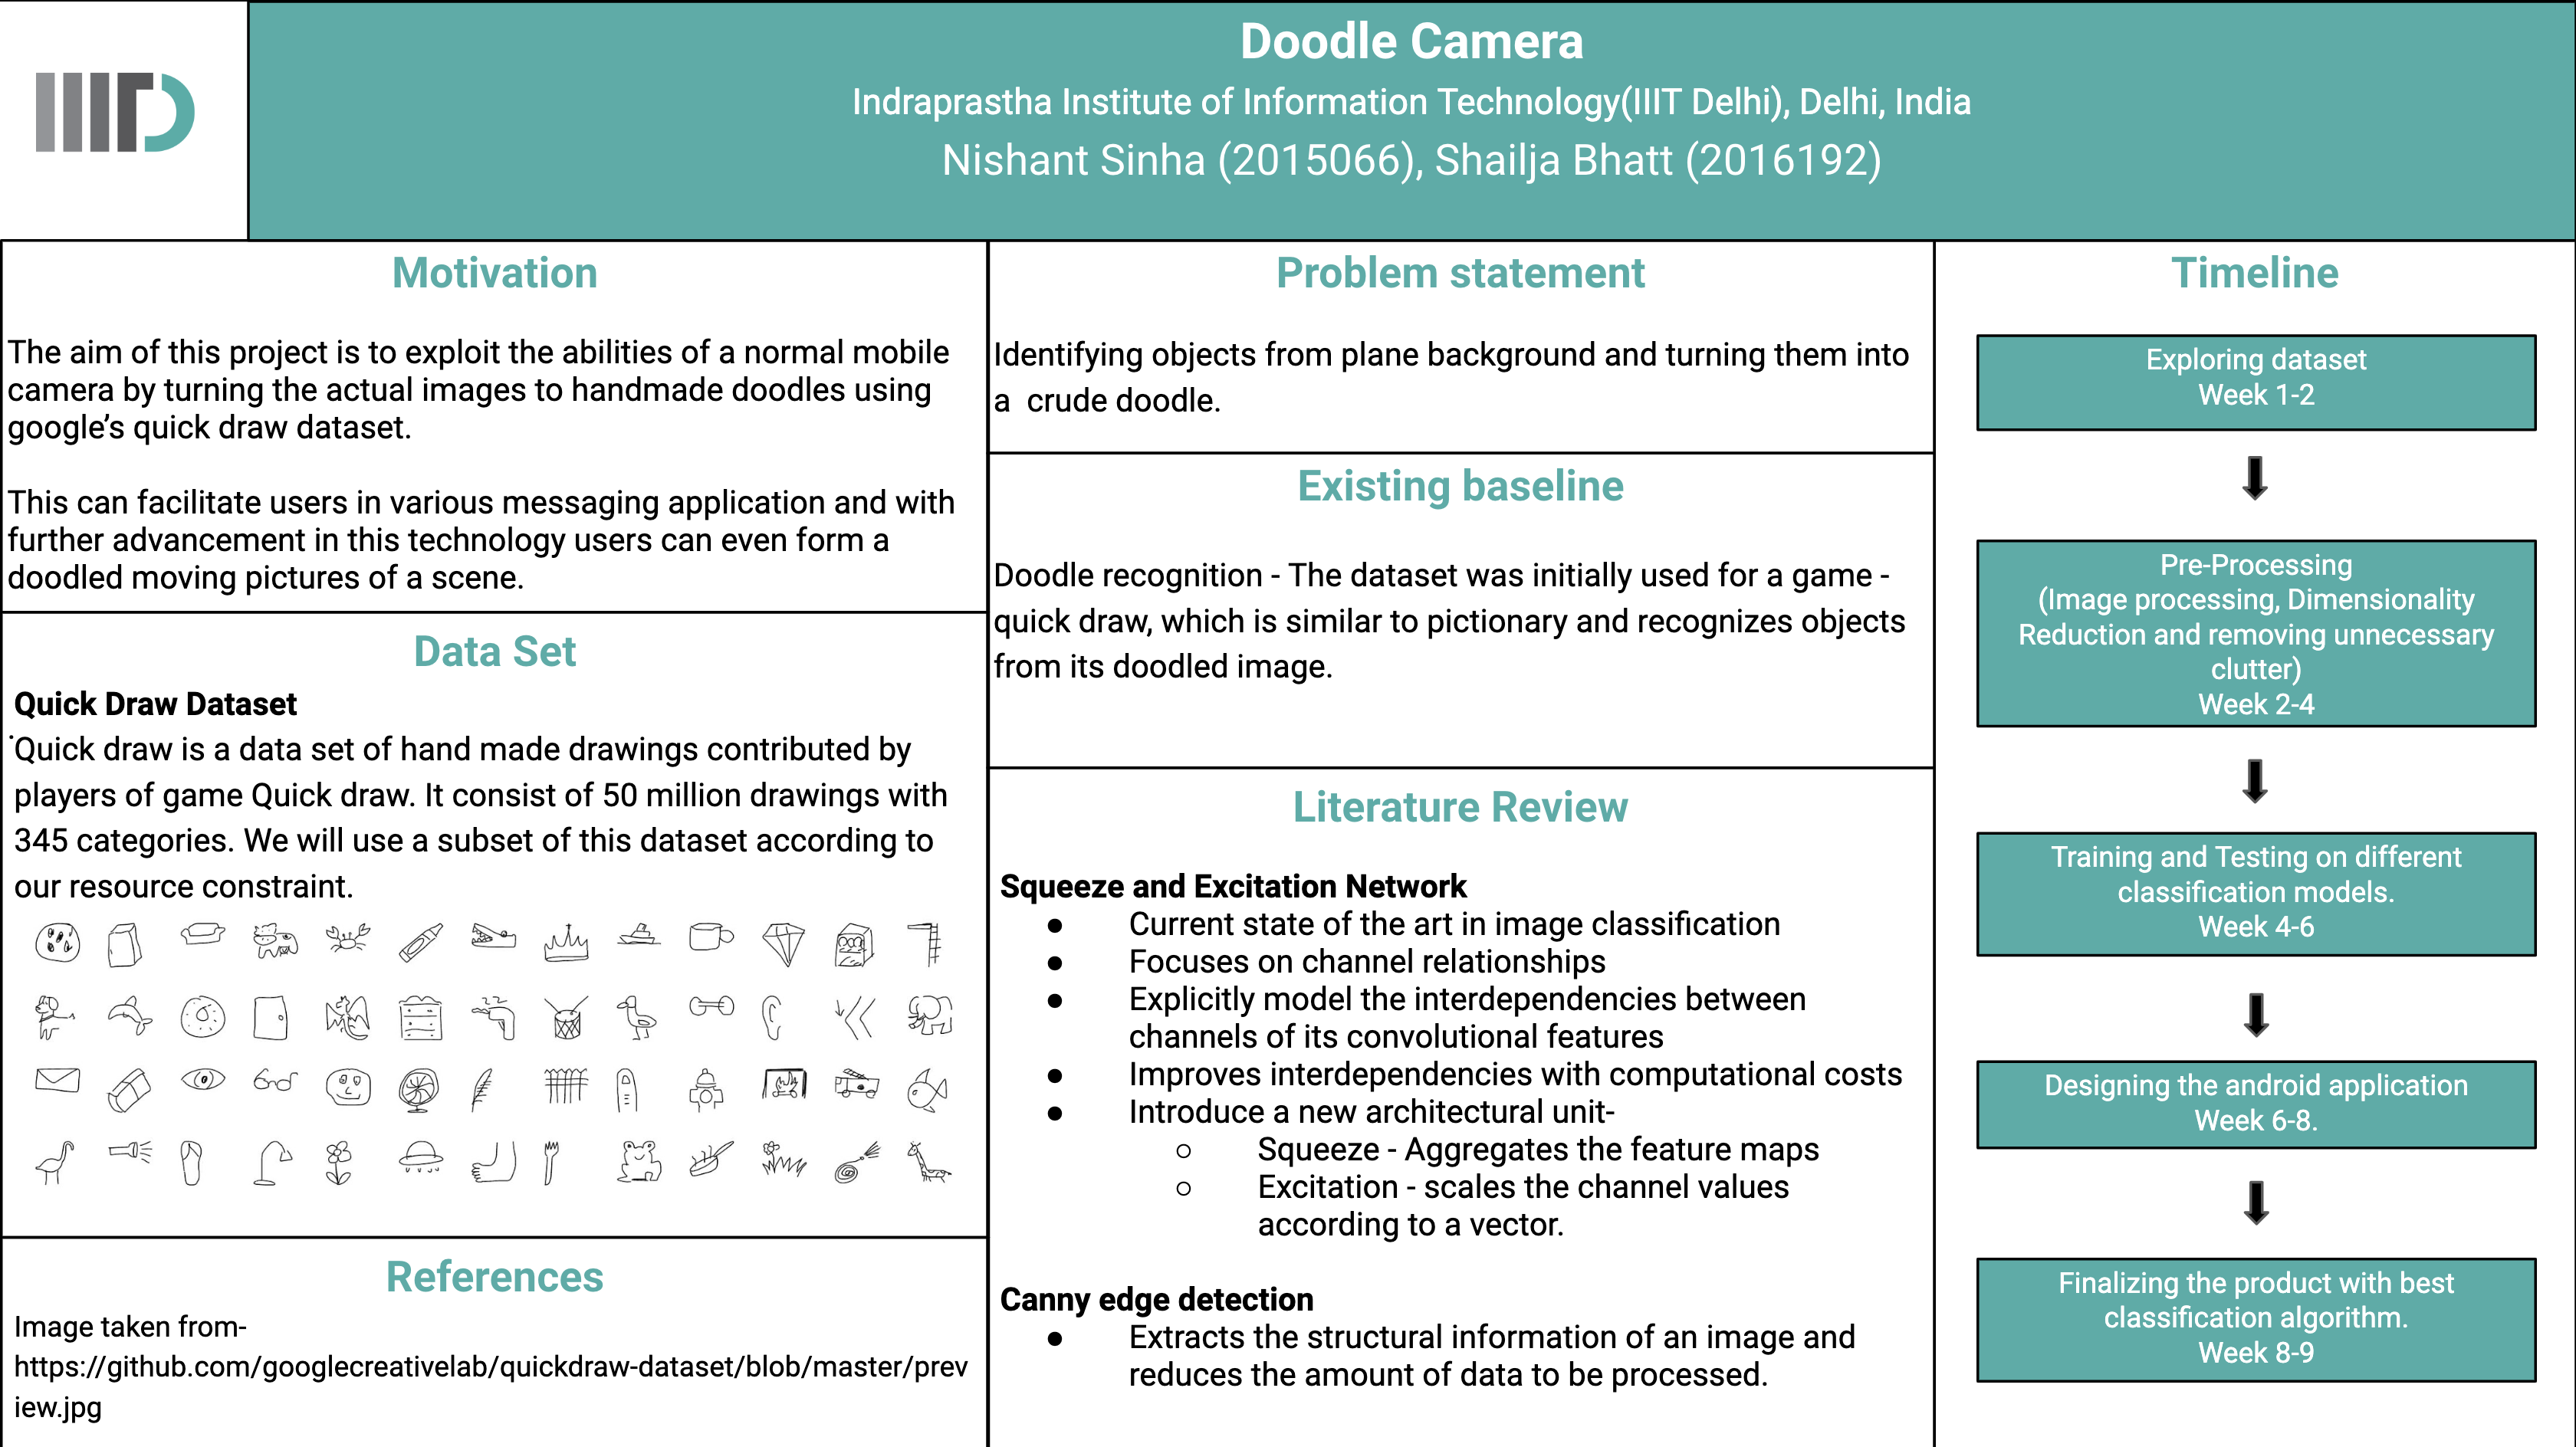 IIITD
Doodle Camera
Indraprastha Institute of Information Technology(IIIT Delhi), Delhi, India
Nishant Sinha (2015066), Shailja Bhatt (2016192)
Motivation
The aim of this project is to exploit the abilities of a normal mobile
camera by turning the actual images to handmade doodles using
google’s quick draw dataset.
This can facilitate users in various messaging application and with
further advancement in this technology users can even form a
doodled moving pictures of a scene.
Data Set
Quick Draw Dataset
Quick draw is a data set of hand made drawings contributed by
players of game Quick draw. It consist of 50 million drawings with
345 categories. We will use a subset of this dataset according to
our resource constraint.
References
Image taken from-
https://github.com/googlecreativelab/quickdraw-dataset/blob/master/prev
iew.jpg
Problem statement
Identifying objects from plane background and turning them into
a  crude doodle.
Existing baseline
Doodle recognition - The dataset was initially used for a game -
quick draw, which is similar to pictionary and recognizes objects
from its doodled image.
Literature Review
Squeeze and Excitation Network
● Current state of the art in image classification
● Focuses on channel relationships
● Explicitly model the interdependencies between
channels of its convolutional features
● Improves interdependencies with computational costs
● Introduce a new architectural unit-
○ Squeeze - Aggregates the feature maps
○ Excitation - scales the channel values
according to a vector.
Canny edge detection
● Extracts the structural information of an image and
reduces the amount of data to be processed.
Timeline
Exploring dataset
Week 1-2
Pre-Processing
(Image processing, Dimensionality
Reduction and removing unnecessary
clutter)
Week 2-4
Training and Testing on different
classification models.
Week 4-6
Designing the android application
Week 6-8.
Finalizing the product with best
classification algorithm.
Week 8-9